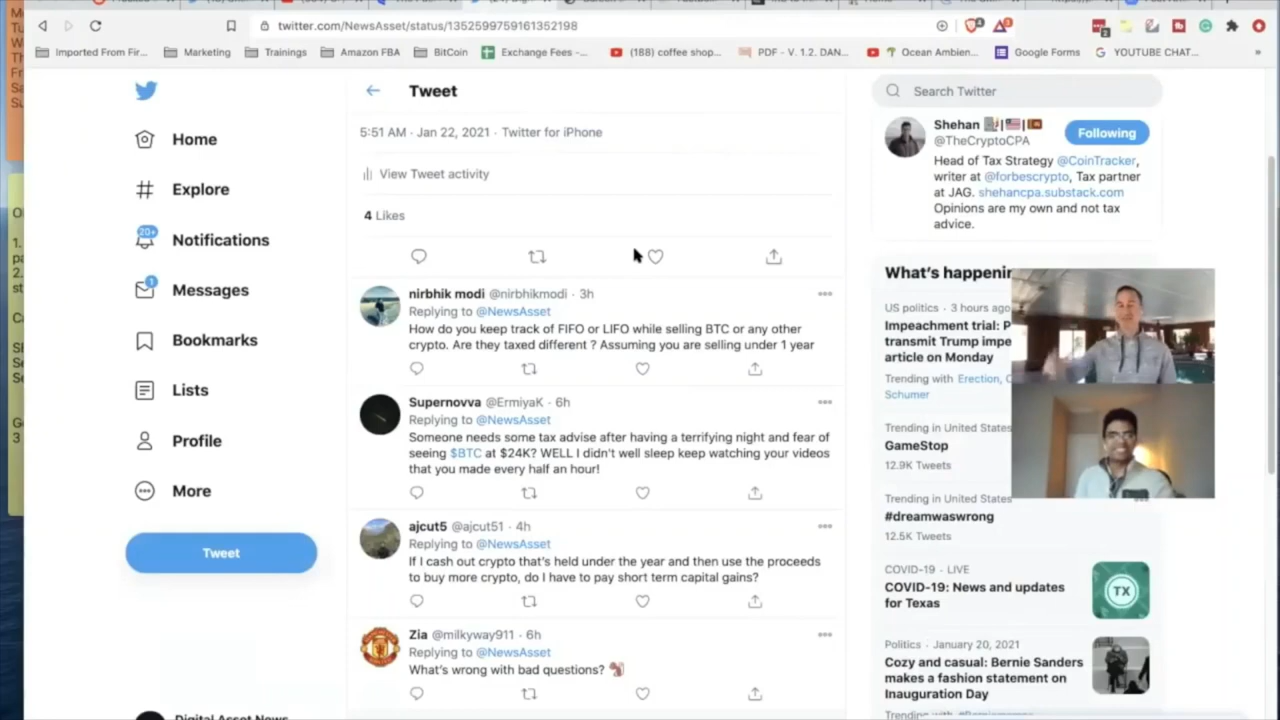 twitter.com/NewsAsset/status/1352599759161352198
Imported From Fir...
Marketing
Trainings
Amazon FBA
BitCoin
Exchange Fees -...
(188) coffee shop...
PDF - V. 1.2. DAN...
Ocean Ambien...
Google Forms
YOUTUBE CHAT...
»
Home
Explore
20+
Notifications
1
Messages
Bookmarks
Lists
Profile
More
Tweet
Digital Asset News
Tweet
5:51 AM · Jan 22, 2021 · Twitter for iPhone
View Tweet activity
4 Likes
nirbhik modi @nirbhikmodi · 3h
Replying to @NewsAsset
How do you keep track of FIFO or LIFO while selling BTC or any other
crypto. Are they taxed different ? Assuming you are selling under 1 year
Supernovva @ErmiyaK · 6h
Replying to @NewsAsset
Someone needs some tax advise after having a terrifying night and fear of
seeing $BTC at $24K? WELL I didn't well sleep keep watching your videos
that you made every half an hour!
ajcut5 @ajcut51 · 4h
Replying to @NewsAsset
If I cash out crypto that's held under the year and then use the proceeds
to buy more crypto, do I have to pay short term capital gains?
Zia @milkyway911 · 6h
Replying to @NewsAsset
What's wrong with bad questions?
Search Twitter
Shehan
@TheCryptoCPA
Following
Head of Tax Strategy @CoinTracker,
writer at @forbescrypto, Tax partner
at JAG. shehancpa.substack.com
Opinions are my own and not tax
advice.
What's happenin
US politics · 3 hours ago
Impeachment trial: P
transmit Trump impe
article on Monday
Trending with Erection, C
Schumer
Trending in United States
GameStop
12.9K Tweets
Trending in United States
#dreamwaswrong
12.5K Tweets
COVID-19 · LIVE
COVID-19: News and updates
for Texas
TX
Politics · January 20, 2021
Cozy and casual: Bernie Sanders
makes a fashion statement on
Inauguration Day